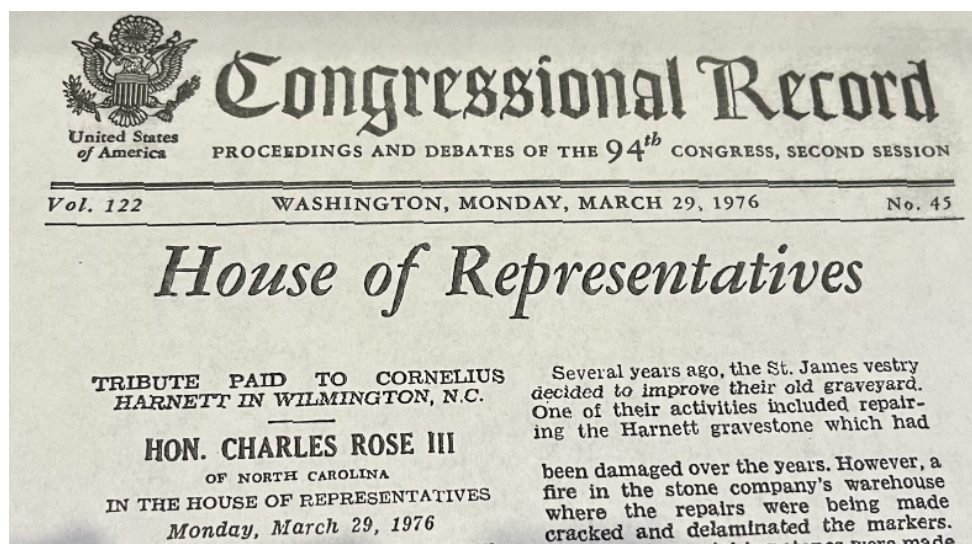 Congressional Record
United States
of America
PROCEEDINGS AND DEBATES OF THE 94th CONGRESS, SECOND SESSION
Vol. 122 WASHINGTON, MONDAY, MARCH 29, 1976 No. 45
House of Representatives
TRIBUTE PAID TO CORNELIUS
HARNETT IN WILMINGTON, N.C.
HON. CHARLES ROSE III
OF NORTH CAROLINA
IN THE HOUSE OF REPRESENTATIVES
Monday, March 29, 1976
Several years ago, the St. James vestry
decided to improve their old graveyard.
One of their activities included repair-
ing the Harnett gravestone which had
been damaged over the years. However, a
fire in the stone company's warehouse
where the repairs were being made
cracked and delaminated the markers.
were made